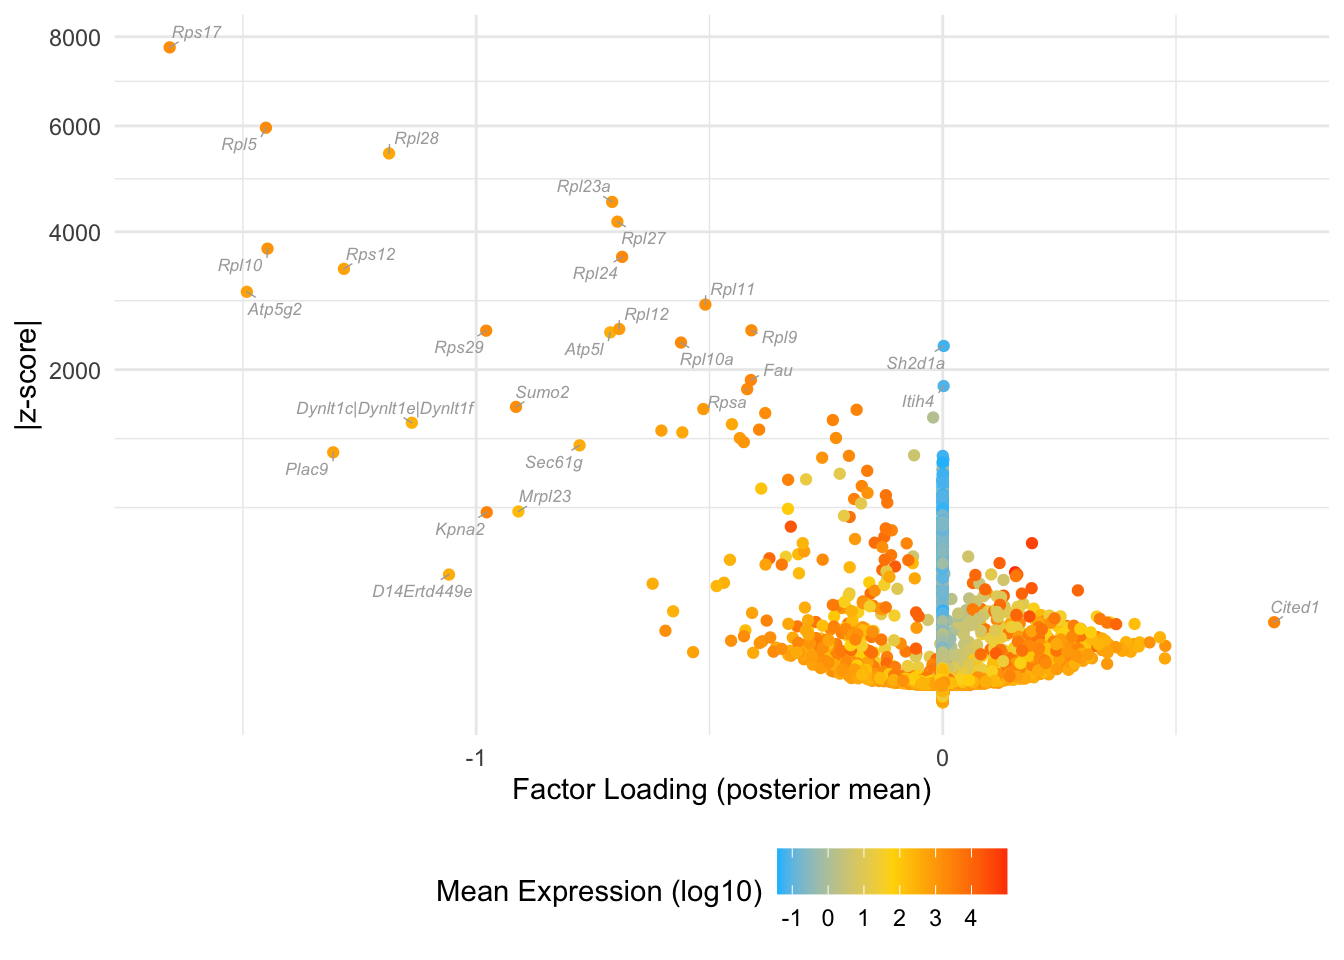 Rps17
8000
6000
Rpl5
Rpl28
Rpl23a
4000
Rpl27
Rpl10
Rps12
Rpl24
Atp5g2
Rpl11
Rpl12
Rps29
Atp5l
Rpl9
Rpl10a
Sh2d1a
2000
Fau
Sumo2
Rpsa
Itih4
Dynlt1c|Dynlt1e|Dynlt1f
Plac9
Sec61g
Mrpl23
Kpna2
D14Ertd449e
Cited1
|z-score|
-1
0
Factor Loading (posterior mean)
Mean Expression (log10)
-1 0 1 2 3 4